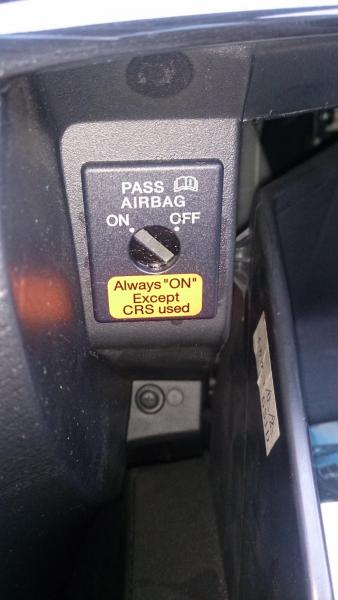 PASS
AIRBAG
ON OFF
Always "ON"
Except
CRS used